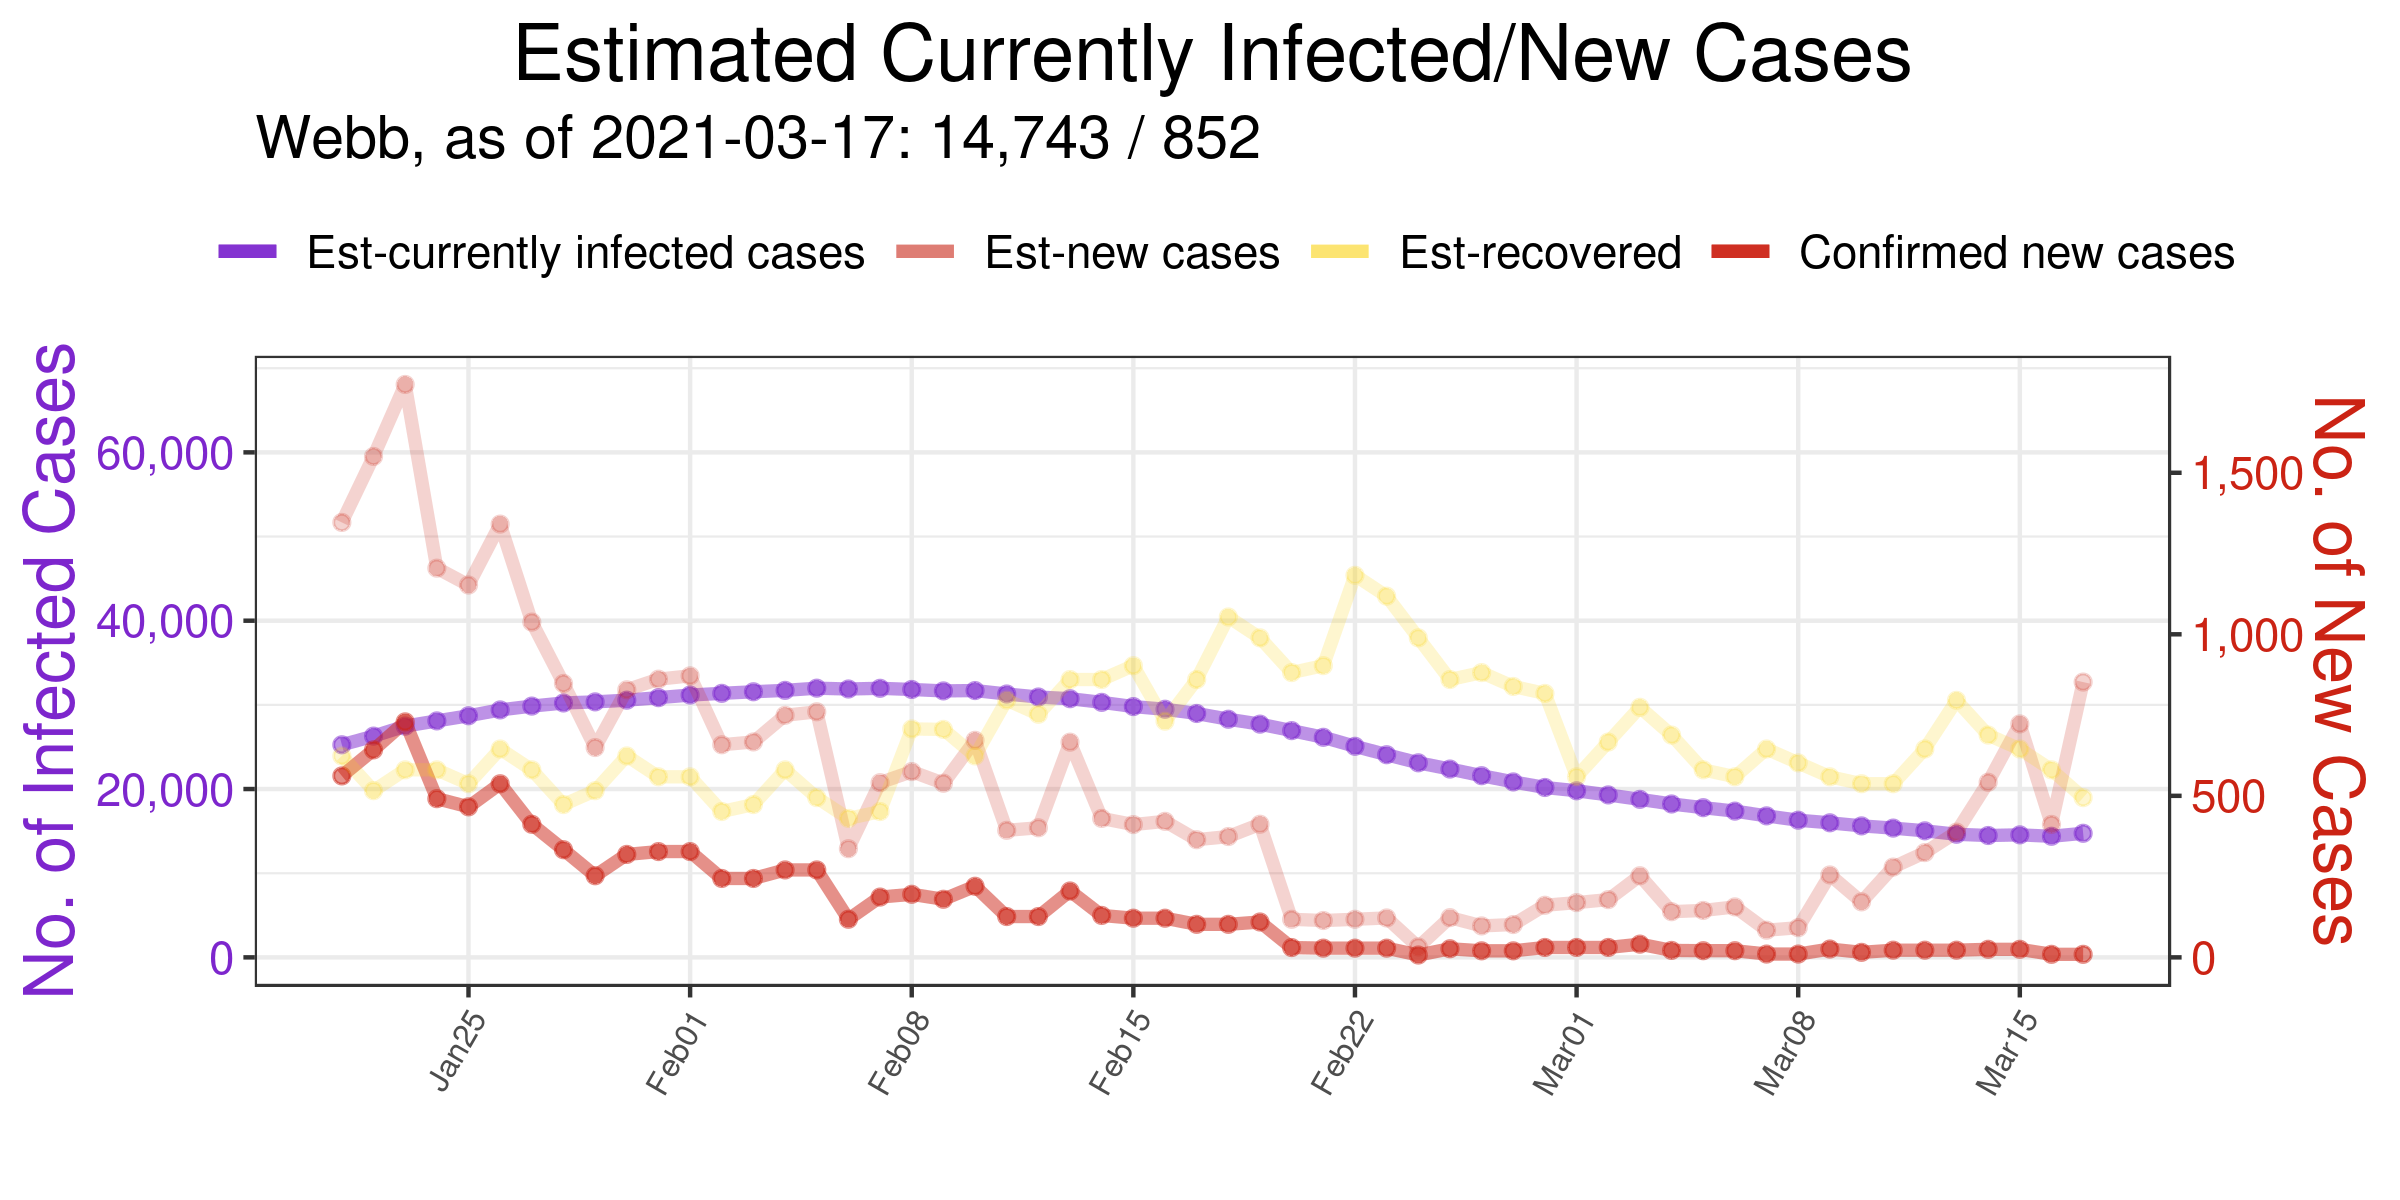 Estimated Currently Infected/New Cases
Webb, as of 2021-03-17: 14,743 / 852
Est-currently infected cases Est-new cases Est-recovered Confirmed new cases
No. of Infected Cases
60,000
40,000
20,000
0
1,500
1,000
500
0
No. of New Cases
Jan25 Feb01 Feb08 Feb15 Feb22 Mar01 Mar08 Mar15